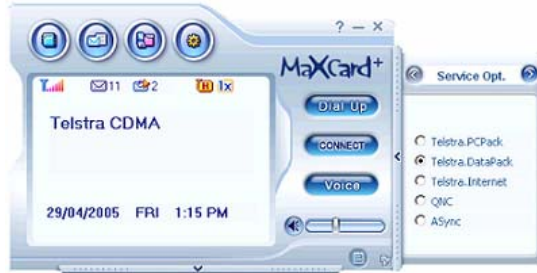 ? – ×
MaXCard+
11 2 H 1x
Telstra CDMA
29/04/2005 FRI 1:15 PM
Dial Up
CONNECT
Voice
Service Opt.
Telstra.PCPack
Telstra.DataPack
Telstra.Internet
QNC
ASync